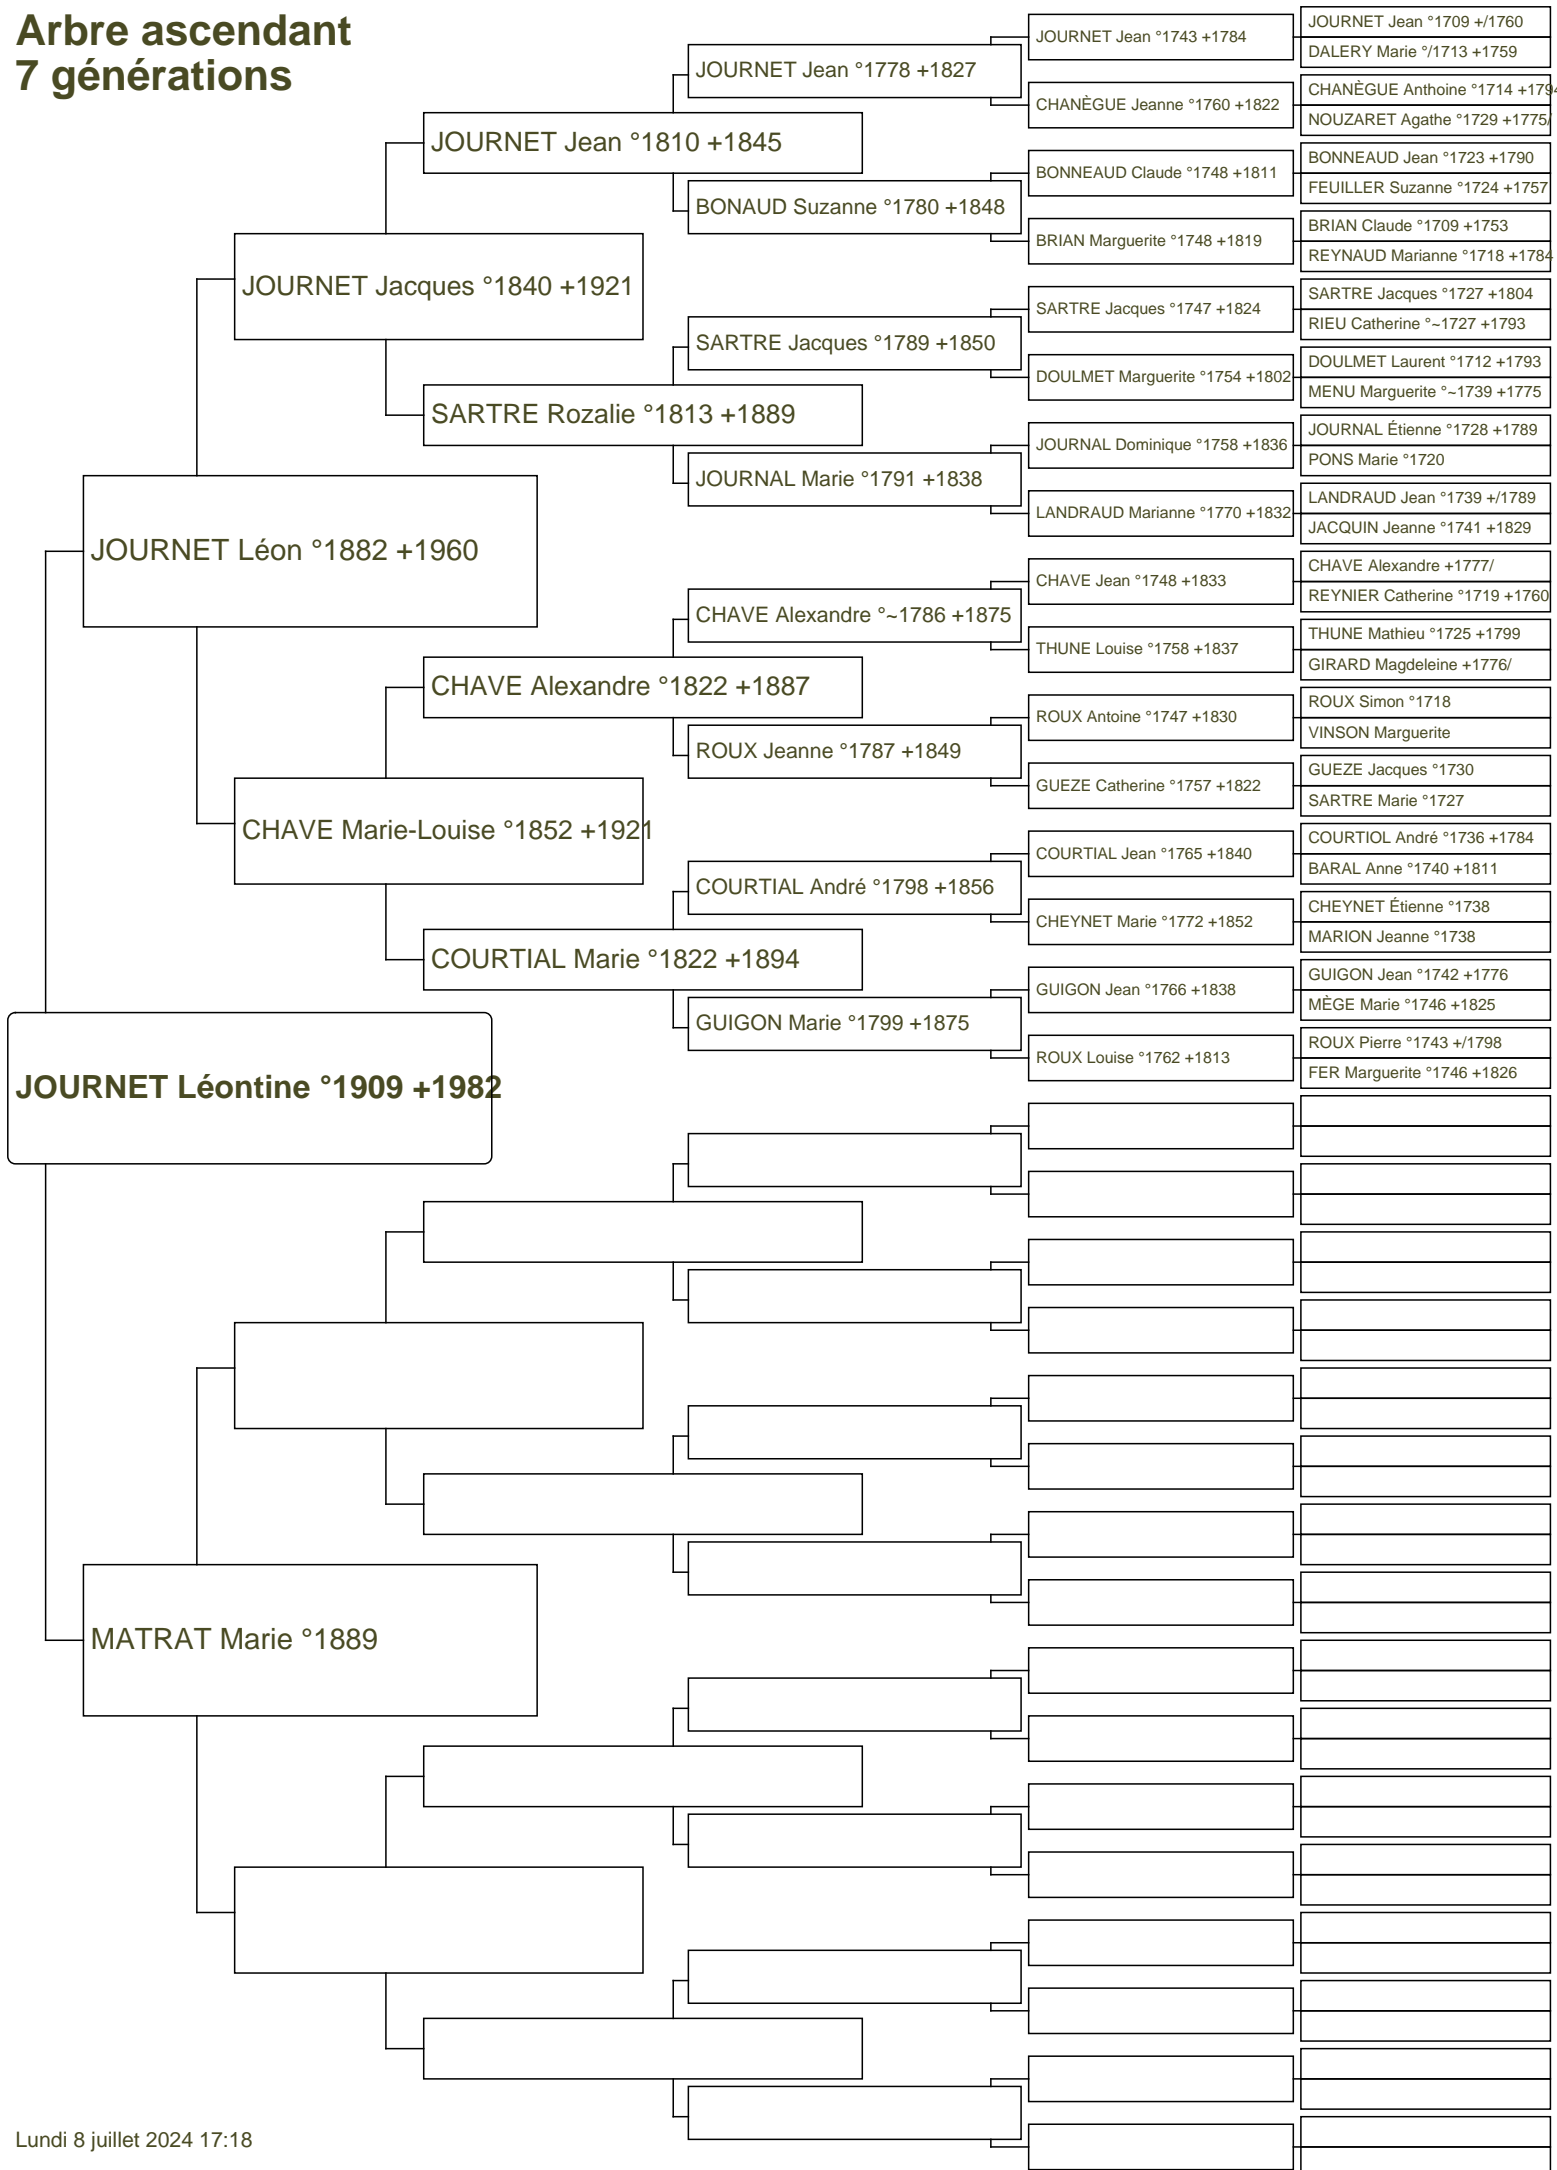 Arbre ascendant
7 générations
JOURNET Léontine °1909 +1982
JOURNET Léon °1882 +1960
MATRAT Marie °1889
JOURNET Jacques °1840 +1921
CHAVE Marie-Louise °1852 +1921
JOURNET Jean °1810 +1845
SARTRE Rozalie °1813 +1889
CHAVE Alexandre °1822 +1887
COURTIAL Marie °1822 +1894
JOURNET Jean °1778 +1827
BONAUD Suzanne °1780 +1848
SARTRE Jacques °1789 +1850
JOURNAL Marie °1791 +1838
CHAVE Alexandre °~1786 +1875
ROUX Jeanne °1787 +1849
COURTIAL André °1798 +1856
GUIGON Marie °1799 +1875
JOURNET Jean °1743 +1784
CHANÈGUE Jeanne °1760 +1822
BONNEAUD Claude °1748 +1811
BRIAN Marguerite °1748 +1819
SARTRE Jacques °1747 +1824
DOULMET Marguerite °1754 +1802
JOURNAL Dominique °1758 +1836
LANDRAUD Marianne °1770 +1832
CHAVE Jean °1748 +1833
THUNE Louise °1758 +1837
ROUX Antoine °1747 +1830
GUEZE Catherine °1757 +1822
COURTIAL Jean °1765 +1840
CHEYNET Marie °1772 +1852
GUIGON Jean °1766 +1838
ROUX Louise °1762 +1813
JOURNET Jean °1709 +/1760
DALERY Marie °/1713 +1759
CHANÈGUE Anthoine °1714 +1794
NOUZARET Agathe °1729 +1775/
BONNEAUD Jean °1723 +1790
FEUILLER Suzanne °1724 +1757
BRIAN Claude °1709 +1753
REYNAUD Marianne °1718 +1784
SARTRE Jacques °1727 +1804
RIEU Catherine °~1727 +1793
DOULMET Laurent °1712 +1793
MENU Marguerite °~1739 +1775
JOURNAL Étienne °1728 +1789
PONS Marie °1720
LANDRAUD Jean °1739 +/1789
JACQUIN Jeanne °1741 +1829
CHAVE Alexandre +1777/
REYNIER Catherine °1719 +1760
THUNE Mathieu °1725 +1799
GIRARD Magdeleine +1776/
ROUX Simon °1718
VINSON Marguerite
GUEZE Jacques °1730
SARTRE Marie °1727
COURTIOL André °1736 +1784
BARAL Anne °1740 +1811
CHEYNET Étienne °1738
MARION Jeanne °1738
GUIGON Jean °1742 +1776
MÈGE Marie °1746 +1825
ROUX Pierre °1743 +/1798
FER Marguerite °1746 +1826
Lundi 8 juillet 2024 17:18